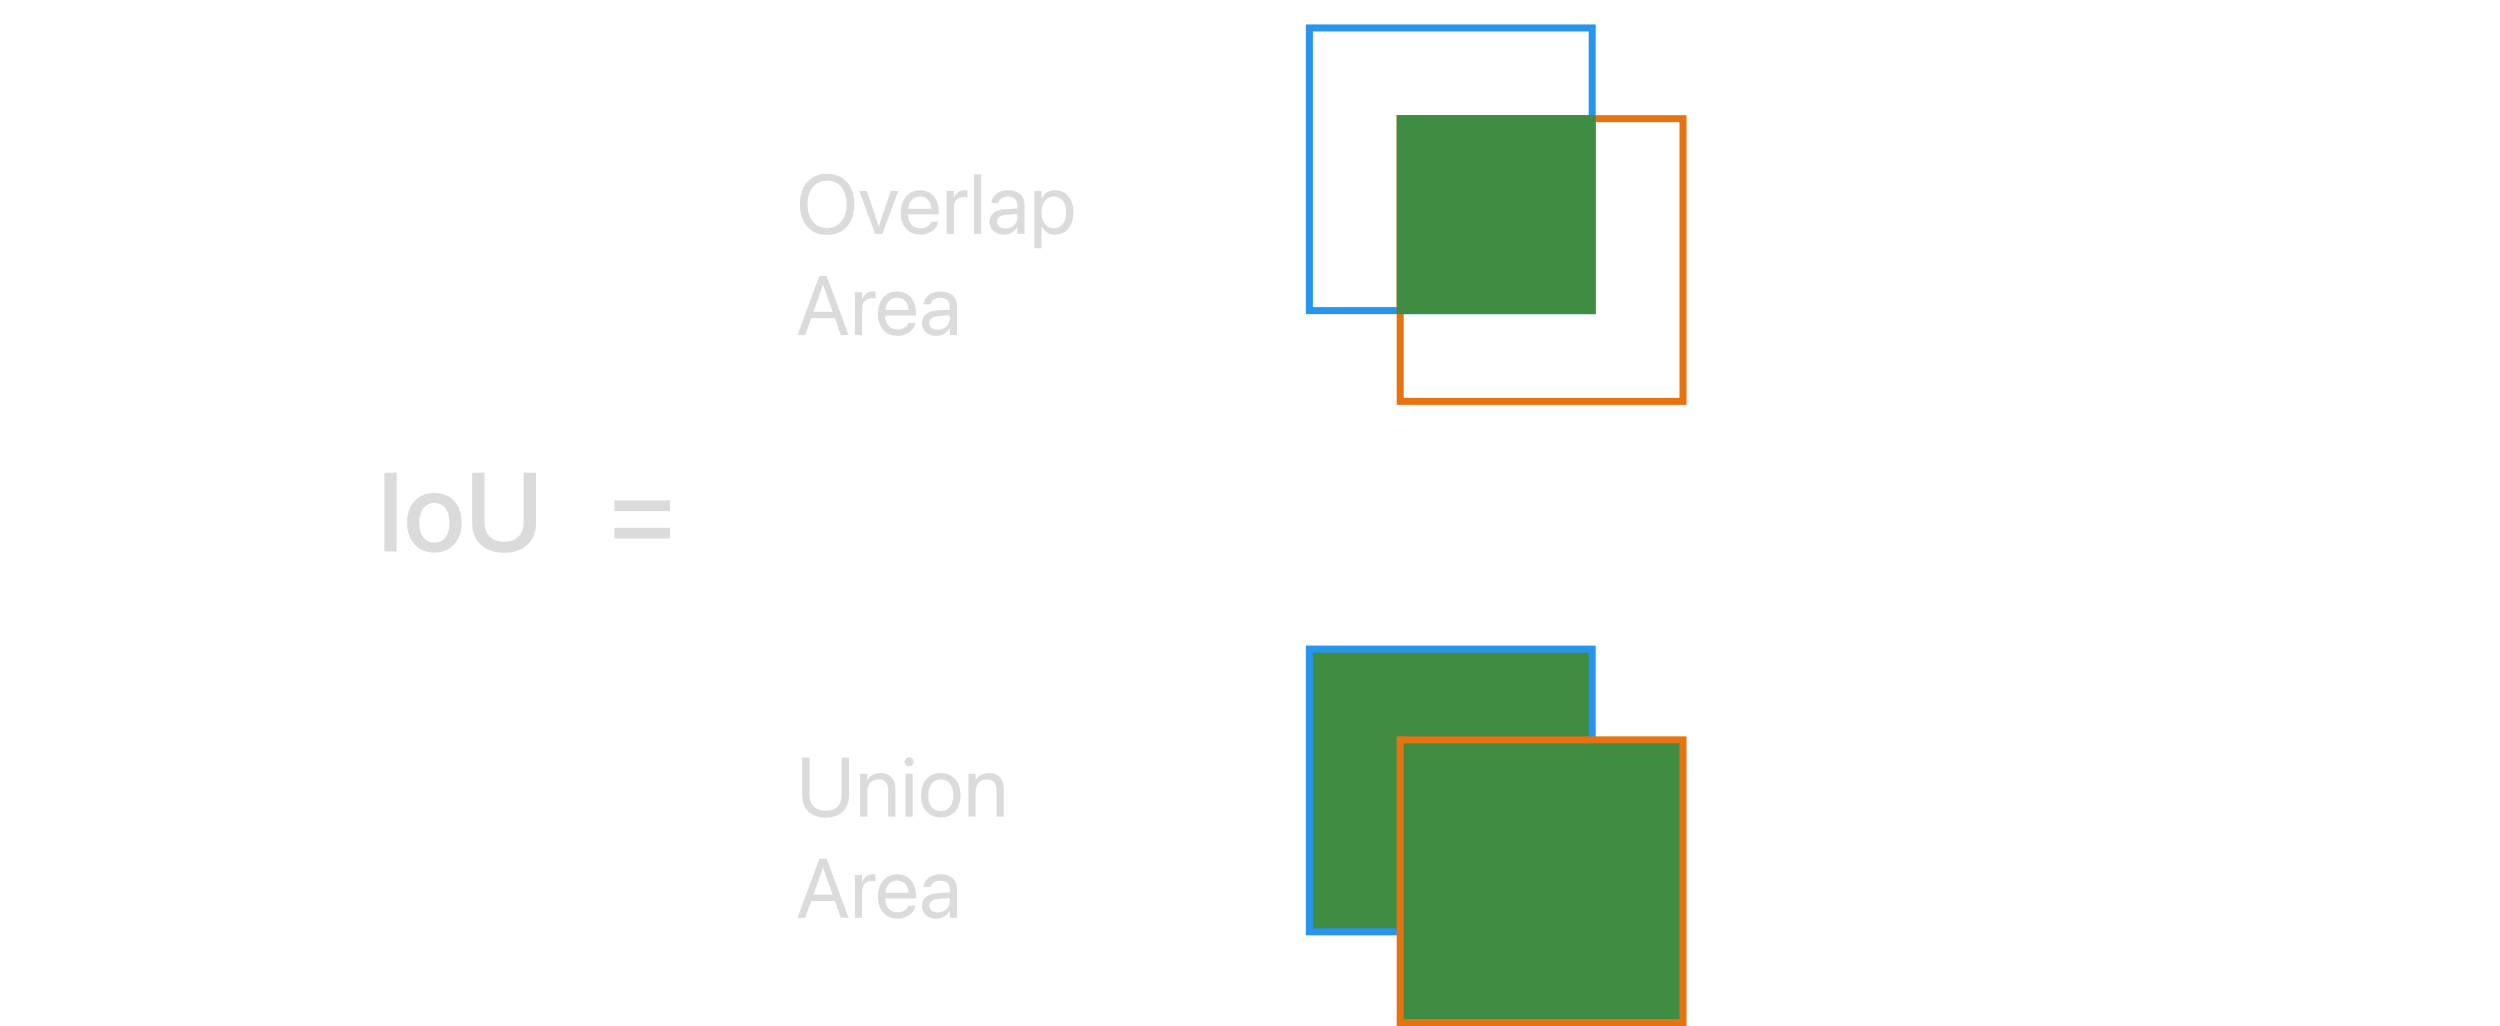 Overlap
Area
IoU =
Union
Area